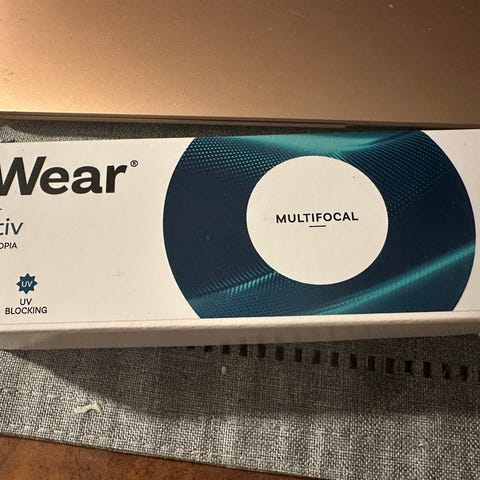 Wear®
tiv
OPIA
UV
UV
BLOCKING
MULTIFOCAL